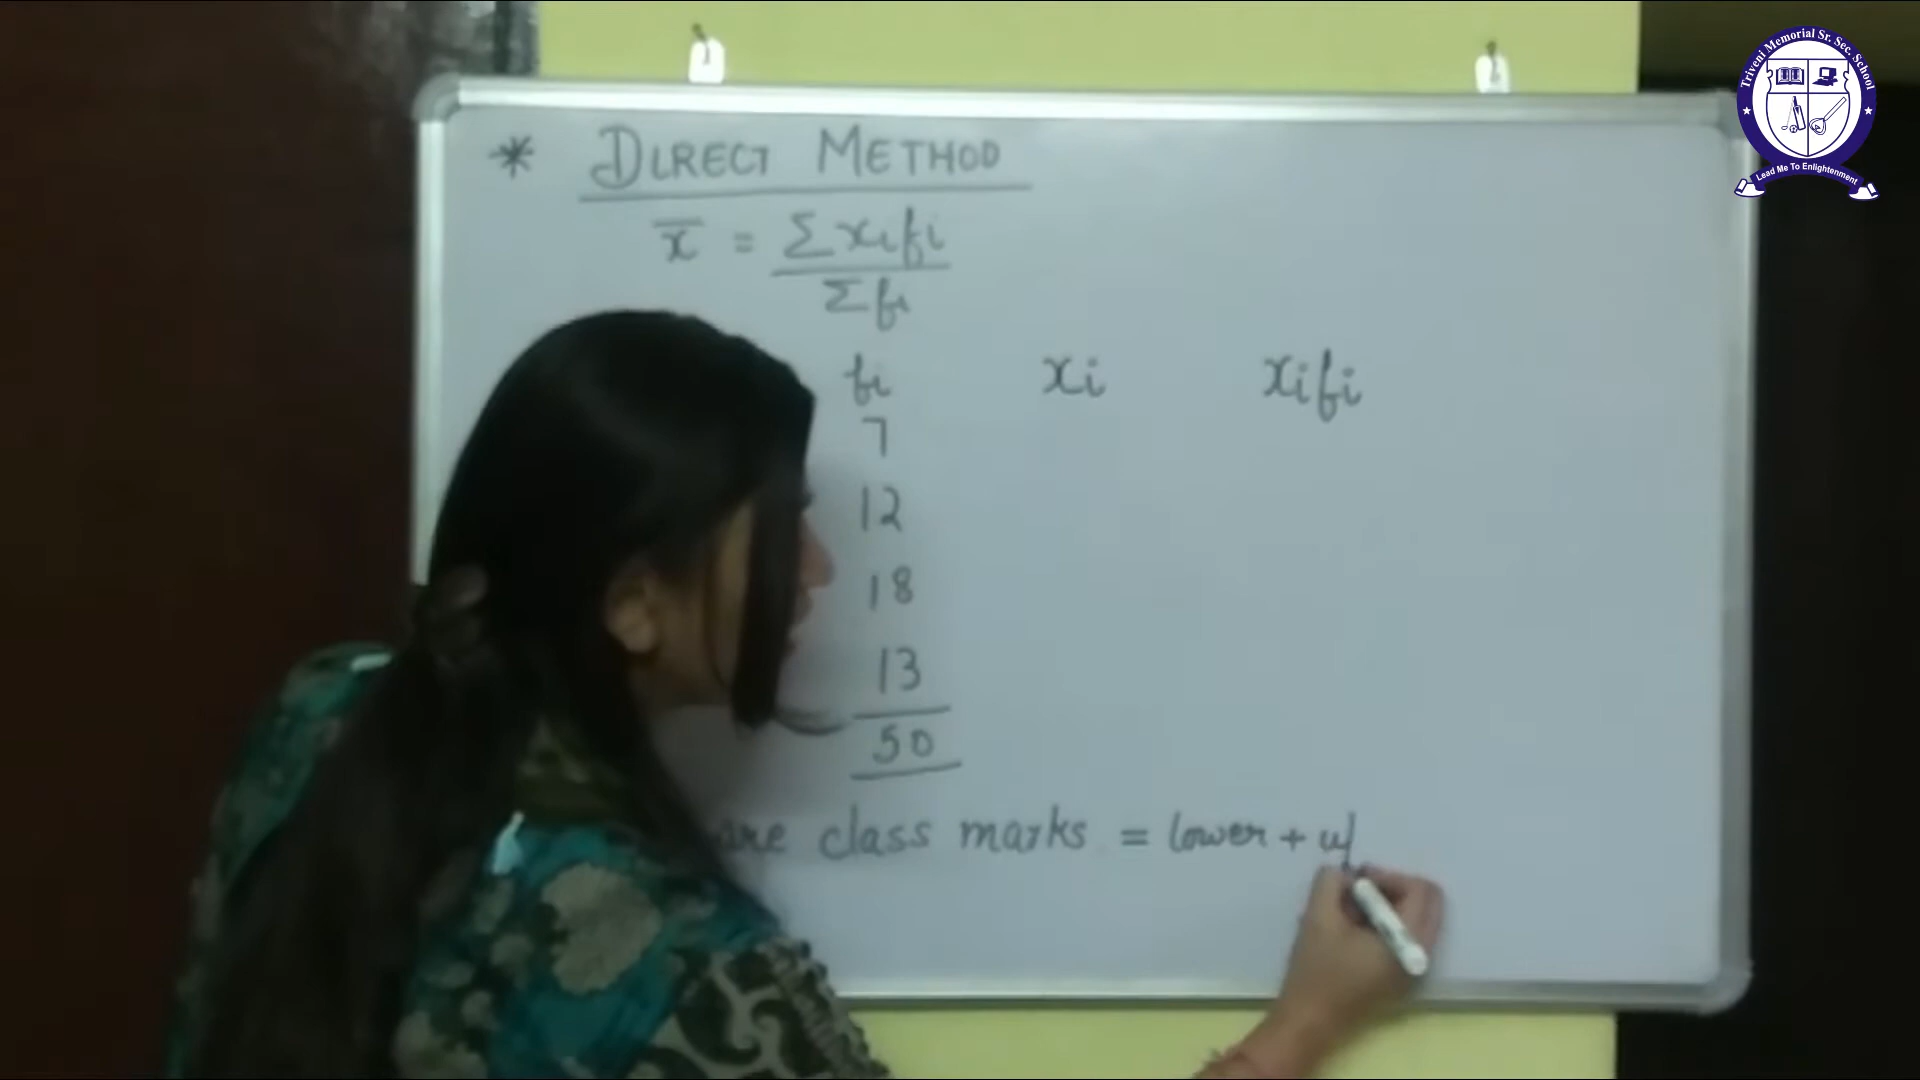 * DIRECT METHOD
x̄ = Σxifi
Σfi
fi xi xifi
7
12
18
13
50
are class marks = lower + up
Triveni Memorial Sr. Sec. School
Lead Me To Enlightenment